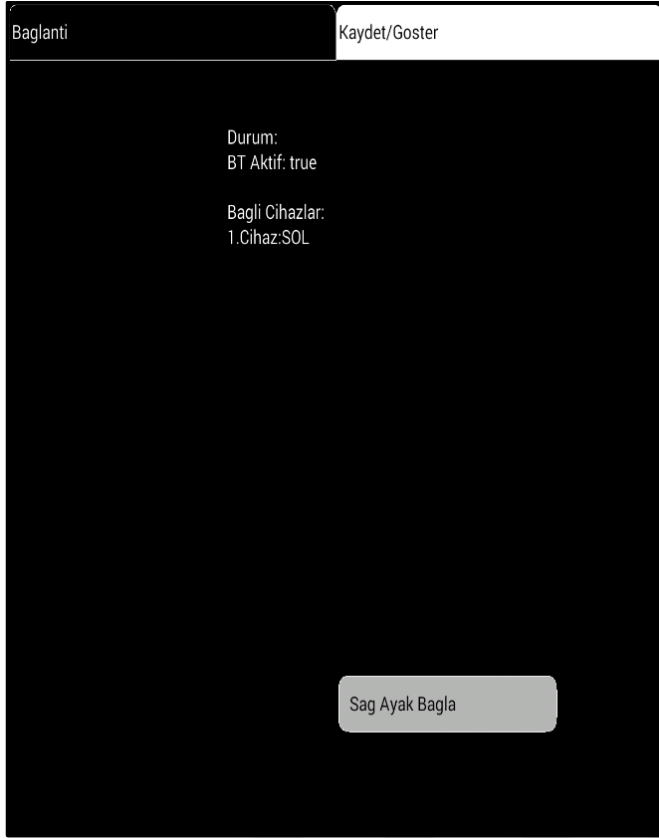 Baglanti
Kaydet/Goster
Durum:
BT Aktif: true
Bagli Cihazlar:
1.Cihaz:SOL
Sag Ayak Bagla